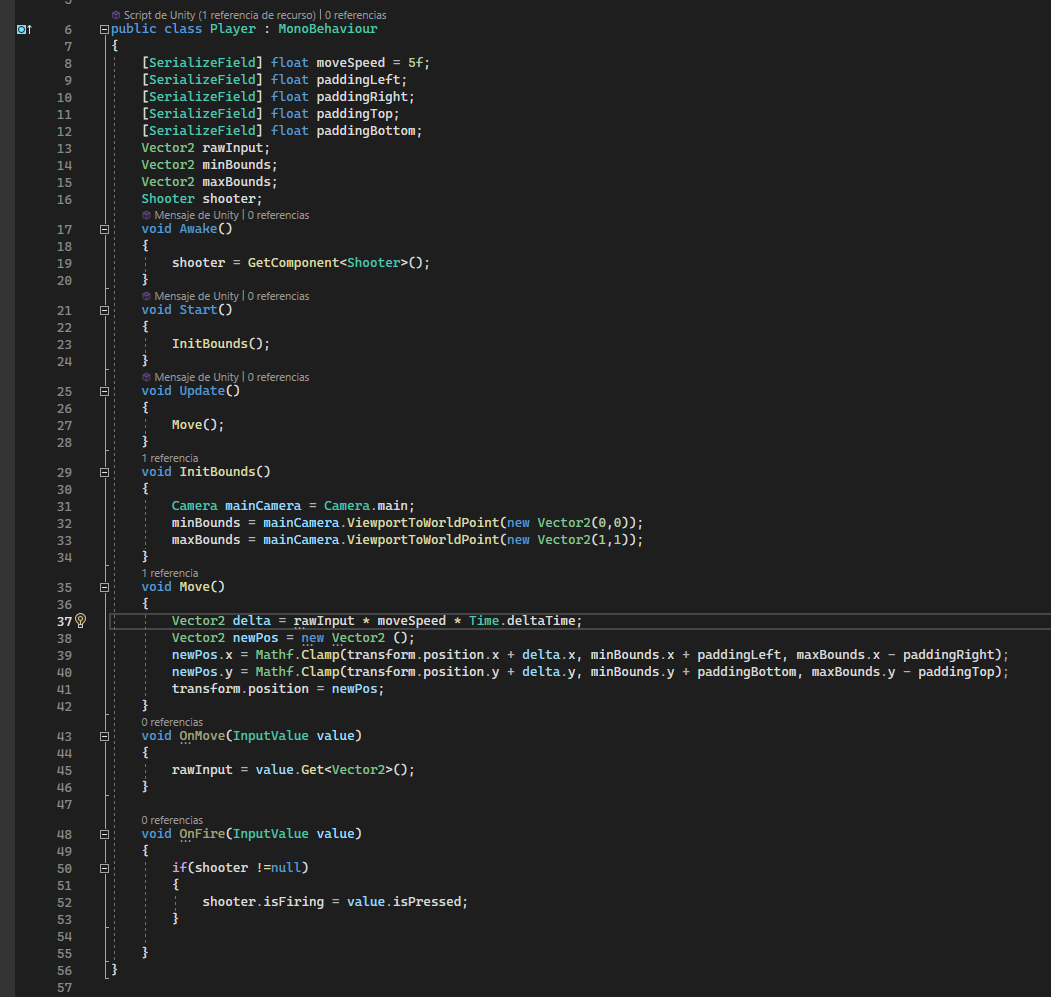 Script de Unity (1 referencia de recurso) | 0 referencias
6 public class Player : MonoBehaviour
7 {
8 [SerializeField] float moveSpeed = 5f;
9 [SerializeField] float paddingLeft;
10 [SerializeField] float paddingRight;
11 [SerializeField] float paddingTop;
12 [SerializeField] float paddingBottom;
13 Vector2 rawInput;
14 Vector2 minBounds;
15 Vector2 maxBounds;
16 Shooter shooter;
Mensaje de Unity | 0 referencias
17 void Awake()
18 {
19 shooter = GetComponent<Shooter>();
20 }
Mensaje de Unity | 0 referencias
21 void Start()
22 {
23 InitBounds();
24 }
Mensaje de Unity | 0 referencias
25 void Update()
26 {
27 Move();
28 }
1 referencia
29 void InitBounds()
30 {
31 Camera mainCamera = Camera.main;
32 minBounds = mainCamera.ViewportToWorldPoint(new Vector2(0,0));
33 maxBounds = mainCamera.ViewportToWorldPoint(new Vector2(1,1));
34 }
1 referencia
35 void Move()
36 {
37 Vector2 delta = rawInput * moveSpeed * Time.deltaTime;
38 Vector2 newPos = new Vector2 ();
39 newPos.x = Mathf.Clamp(transform.position.x + delta.x, minBounds.x + paddingLeft, maxBounds.x - paddingRight);
40 newPos.y = Mathf.Clamp(transform.position.y + delta.y, minBounds.y + paddingBottom, maxBounds.y - paddingTop);
41 transform.position = newPos;
42 }
0 referencias
43 void OnMove(InputValue value)
44 {
45 rawInput = value.Get<Vector2>();
46 }
47
0 referencias
48 void OnFire(InputValue value)
49 {
50 if(shooter !=null)
51 {
52 shooter.isFiring = value.isPressed;
53 }
54
55 }
56 }
57